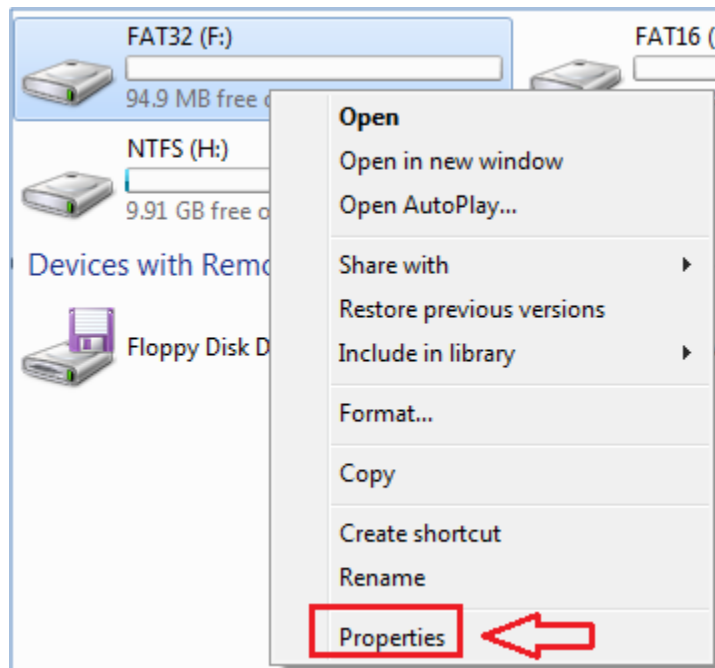 FAT32 (F:)
FAT16 (
94.9 MB free
NTFS (H:)
9.91 GB free o
Devices with Remo
Floppy Disk D
Open
Open in new window
Open AutoPlay...
Share with
Restore previous versions
Include in library
Format...
Copy
Create shortcut
Rename
Properties